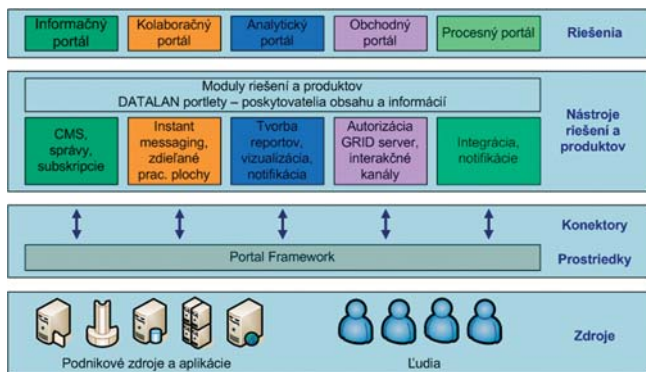 Informačný portál
Kolaboračný portál
Analytický portál
Obchodný portál
Procesný portál
Riešenia
Moduly riešení a produktov
DATALAN portlety – poskytovatelia obsahu a informácií
CMS, správy, subskripcie
Instant messaging, zdieľané prac. plochy
Tvorba reportov, vizualizácia, notifikácia
Autorizácia GRID server, interakčné kanály
Integrácia, notifikácie
Nástroje riešení a produktov
Konektory
Portal Framework
Prostriedky
Podnikové zdroje a aplikácie
Ľudia
Zdroje